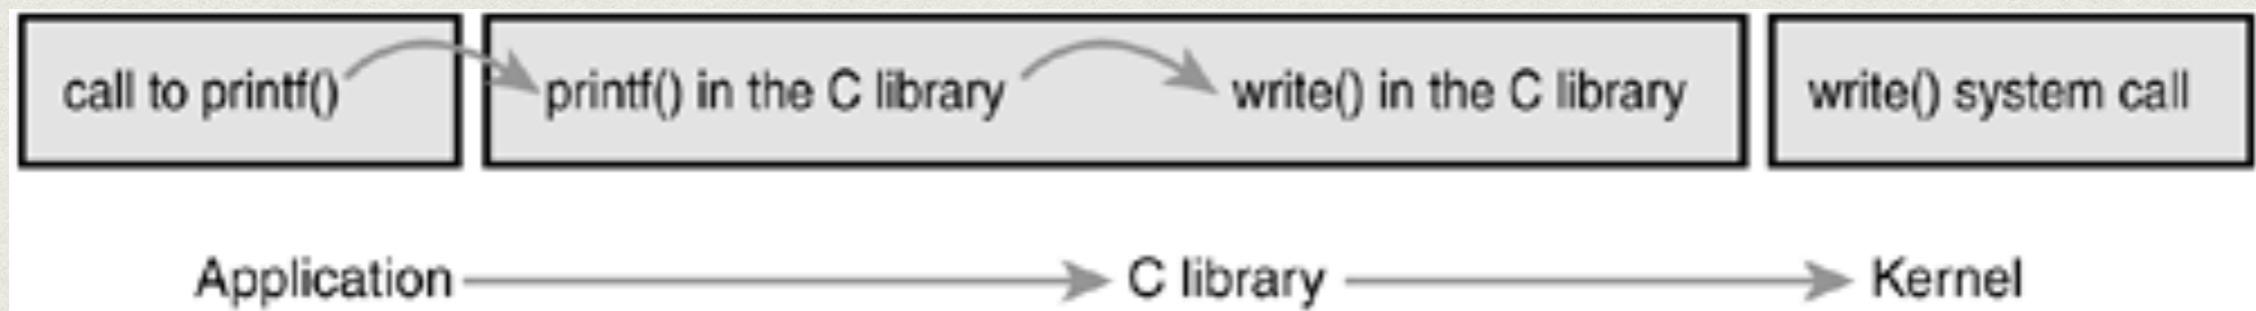 call to printf() printf() in the C library write() in the C library write() system call
Application C library Kernel